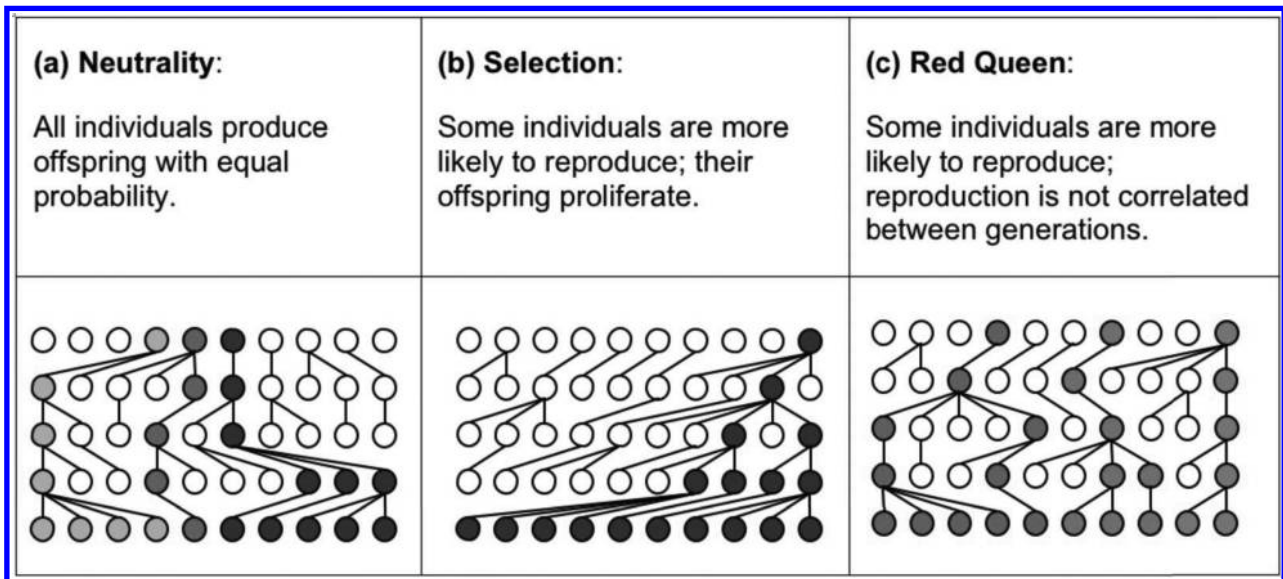 (a) Neutrality:
All individuals produce
offspring with equal
probability.
(b) Selection:
Some individuals are more
likely to reproduce; their
offspring proliferate.
(c) Red Queen:
Some individuals are more
likely to reproduce;
reproduction is not correlated
between generations.